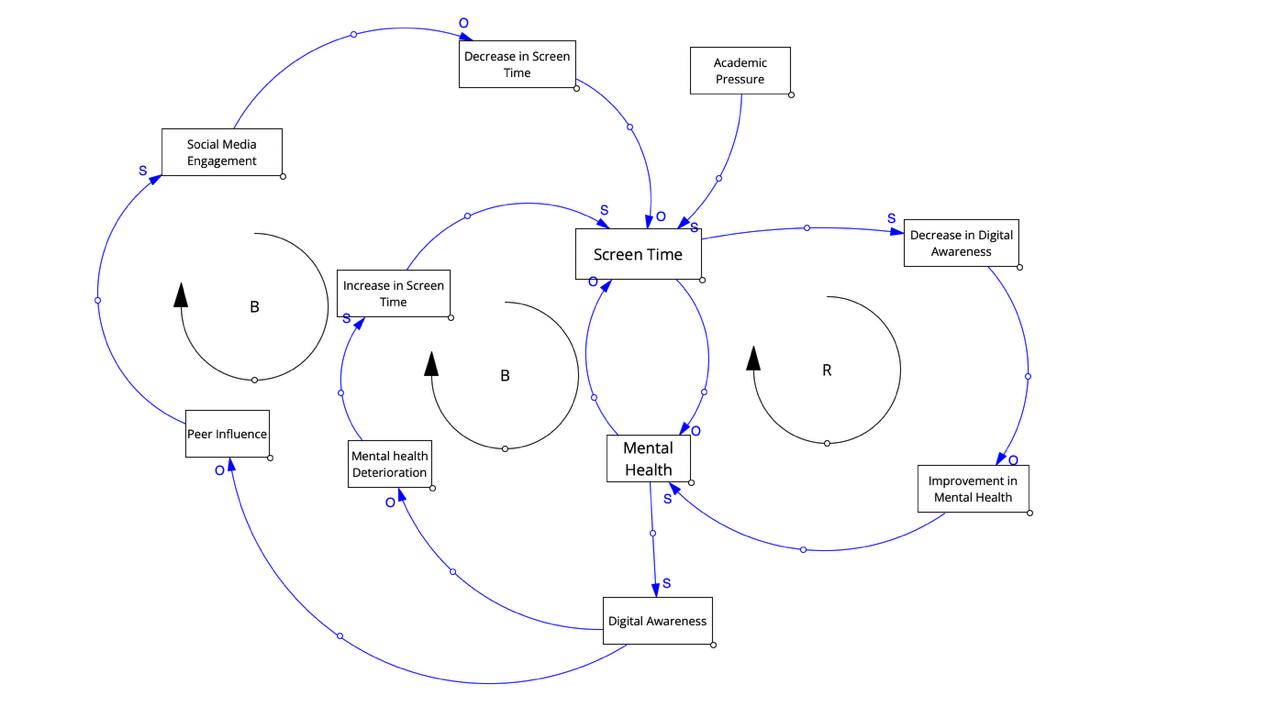 O
Decrease in Screen
Time
Academic
Pressure
Social Media
Engagement
S
S
O
S
S
Decrease in Digital
Awareness
Screen Time
O
Increase in Screen
Time
S
B
B
R
Peer Influence
O
O
Mental
Health
S
Mental health
Deterioration
O
O
Improvement in
Mental Health
S
Digital Awareness